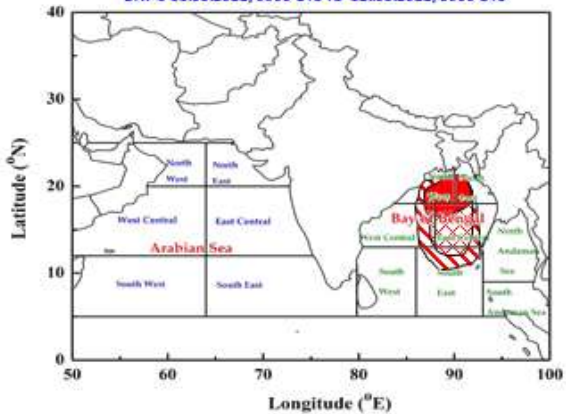 40
30
20
10
0
Latitude (⁰N)
North
West
North
East
West Central
East Central
Arabian Sea
South West
South East
Bay of Bengal
West Central
North
Andaman
Sea
South
West
South
East
South
Andaman Sea
50 60 70 80 90 100
Longitude (⁰E)